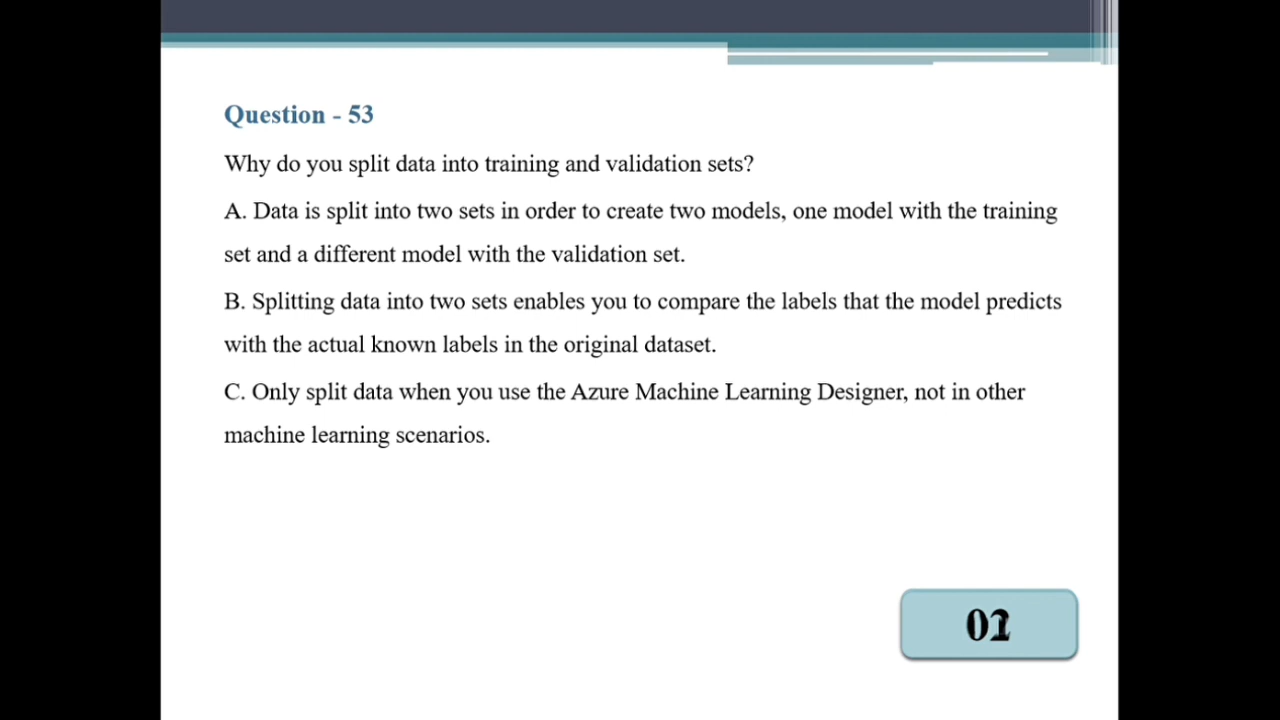 Question - 53
Why do you split data into training and validation sets?
A. Data is split into two sets in order to create two models, one model with the training
set and a different model with the validation set.
B. Splitting data into two sets enables you to compare the labels that the model predicts
with the actual known labels in the original dataset.
C. Only split data when you use the Azure Machine Learning Designer, not in other
machine learning scenarios.